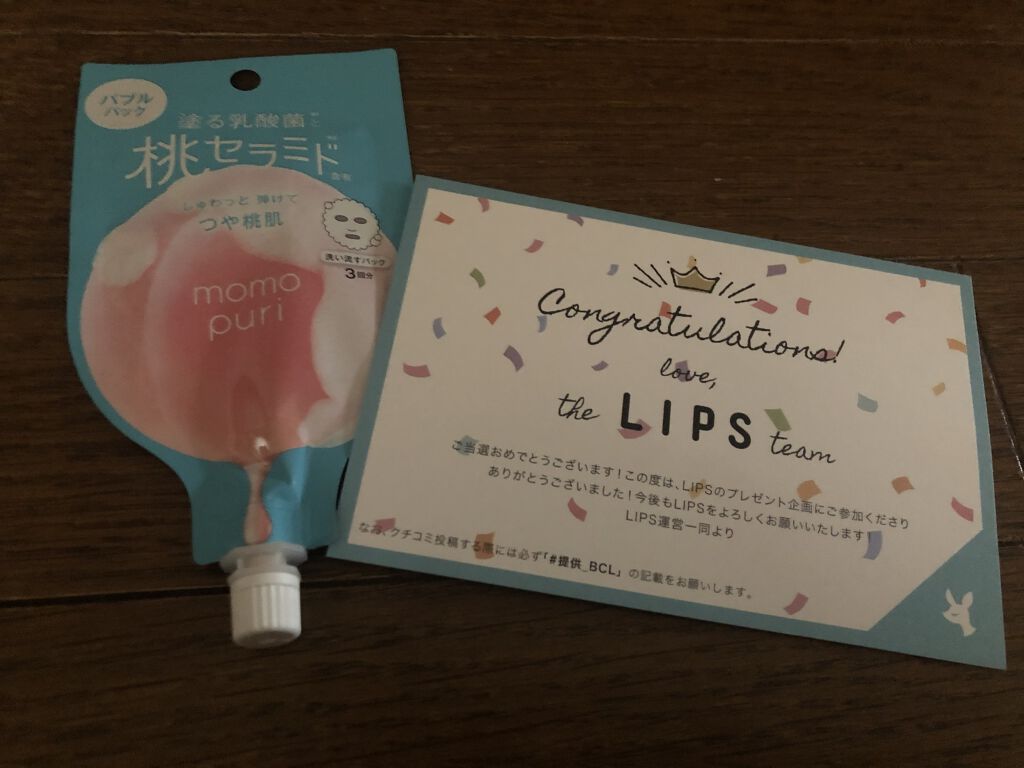 バブル
パック
塗る乳酸菌
桃セラミド
含有
しゅわっと 弾けて
つや桃肌
洗い流すパック
3回分
momo
puri
Congratulations!
love,
the LIPS team
ご当選おめでとうございます！この度は、LIPSのプレゼント企画にご参加くださり
ありがとうございました！今後もLIPSをよろしくお願いいたします！
LIPS運営一同より
なお、クチコミ投稿する際には必ず「#提供_BCL」の記載をお願いします。